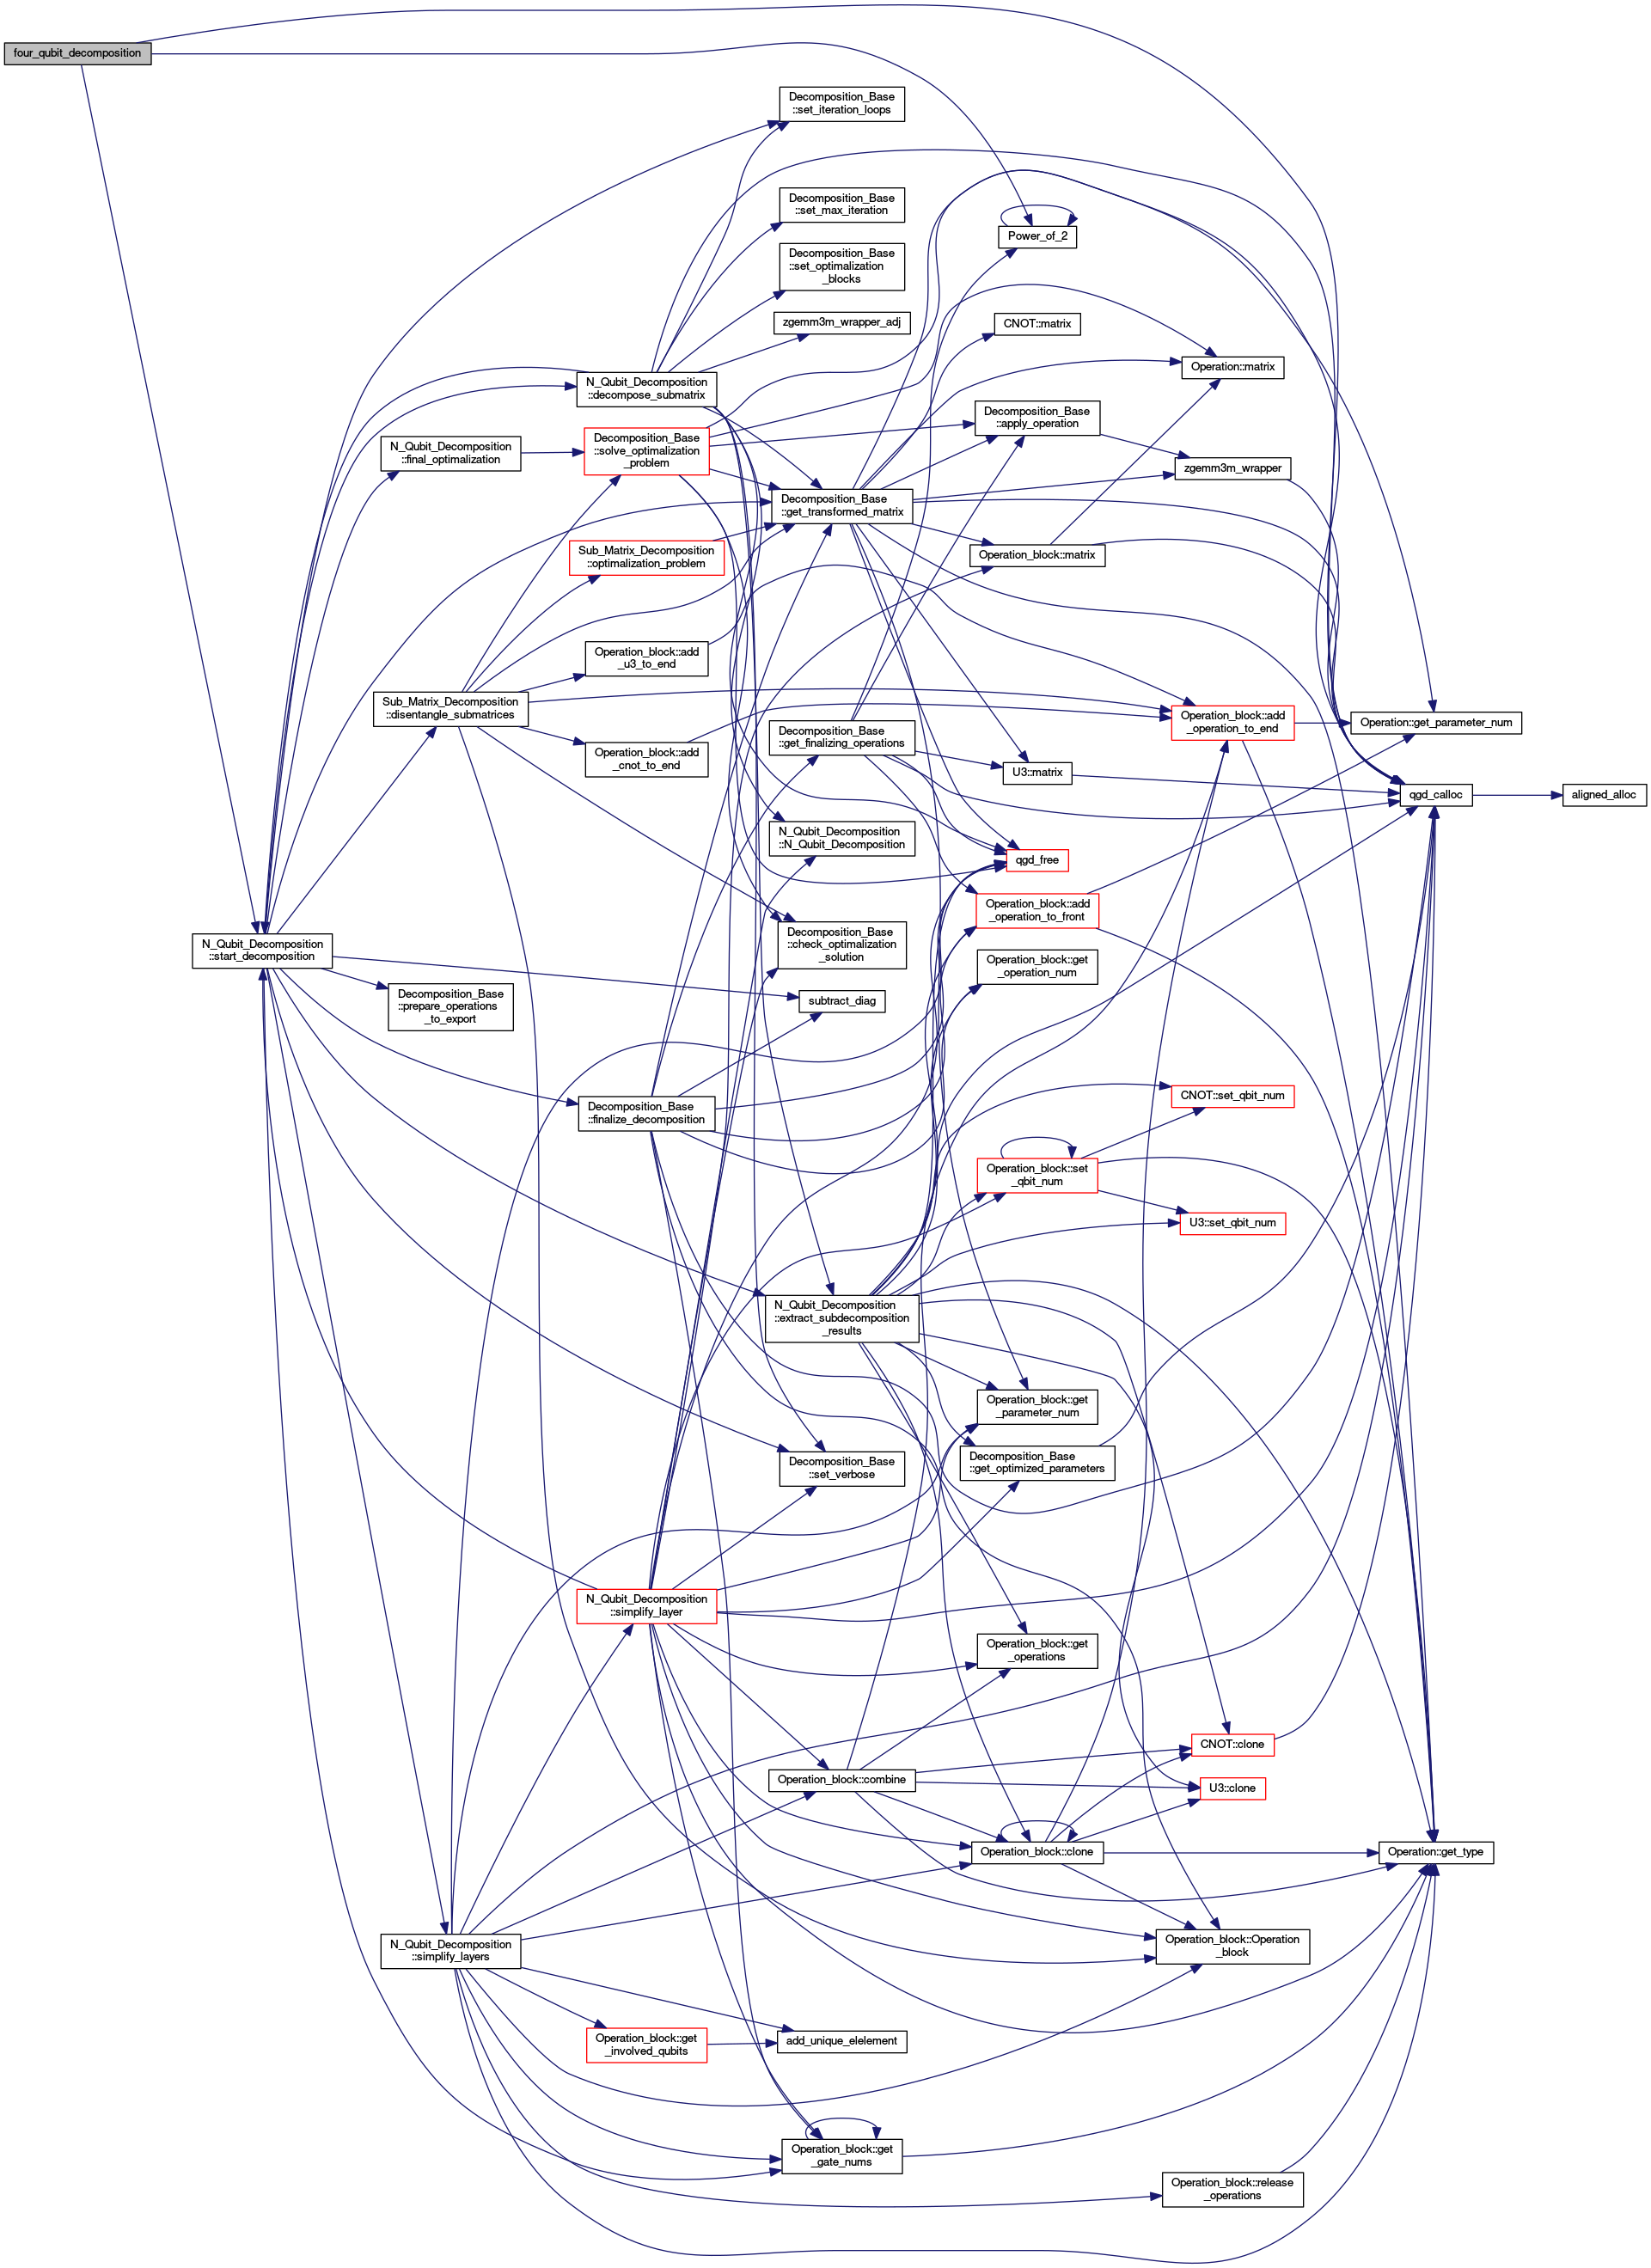 four_qubit_decomposition
Decomposition_Base
::set_iteration_loops
Decomposition_Base
::set_max_iteration
Power_of_2
Decomposition_Base
::set_optimalization
_blocks
zgemm3m_wrapper_adj
CNOT::matrix
Operation::matrix
N_Qubit_Decomposition
::decompose_submatrix
Decomposition_Base
::apply_operation
N_Qubit_Decomposition
::final_optimalization
Decomposition_Base
::solve_optimalization
_problem
zgemm3m_wrapper
Decomposition_Base
::get_transformed_matrix
Sub_Matrix_Decomposition
::optimalization_problem
Operation_block::matrix
Operation_block::add
_u3_to_end
Sub_Matrix_Decomposition
::disentangle_submatrices
Operation_block::add
_operation_to_end
Operation::get_parameter_num
Decomposition_Base
::get_finalizing_operations
Operation_block::add
_cnot_to_end
U3::matrix
qgd_calloc
aligned_alloc
N_Qubit_Decomposition
::N_Qubit_Decomposition
qgd_free
Operation_block::add
_operation_to_front
N_Qubit_Decomposition
::start_decomposition
Decomposition_Base
::check_optimalization
_solution
Operation_block::get
_operation_num
Decomposition_Base
::prepare_operations
_to_export
subtract_diag
Decomposition_Base
::finalize_decomposition
CNOT::set_qbit_num
Operation_block::set
_qbit_num
U3::set_qbit_num
N_Qubit_Decomposition
::extract_subdecomposition
_results
Operation_block::get
_parameter_num
Decomposition_Base
::set_verbose
Decomposition_Base
::get_optimized_parameters
N_Qubit_Decomposition
::simplify_layer
Operation_block::get
_operations
CNOT::clone
Operation_block::combine
U3::clone
Operation_block::clone
Operation::get_type
N_Qubit_Decomposition
::simplify_layers
Operation_block::Operation
_block
Operation_block::get
_involved_qubits
add_unique_elelement
Operation_block::get
_gate_nums
Operation_block::release
_operations